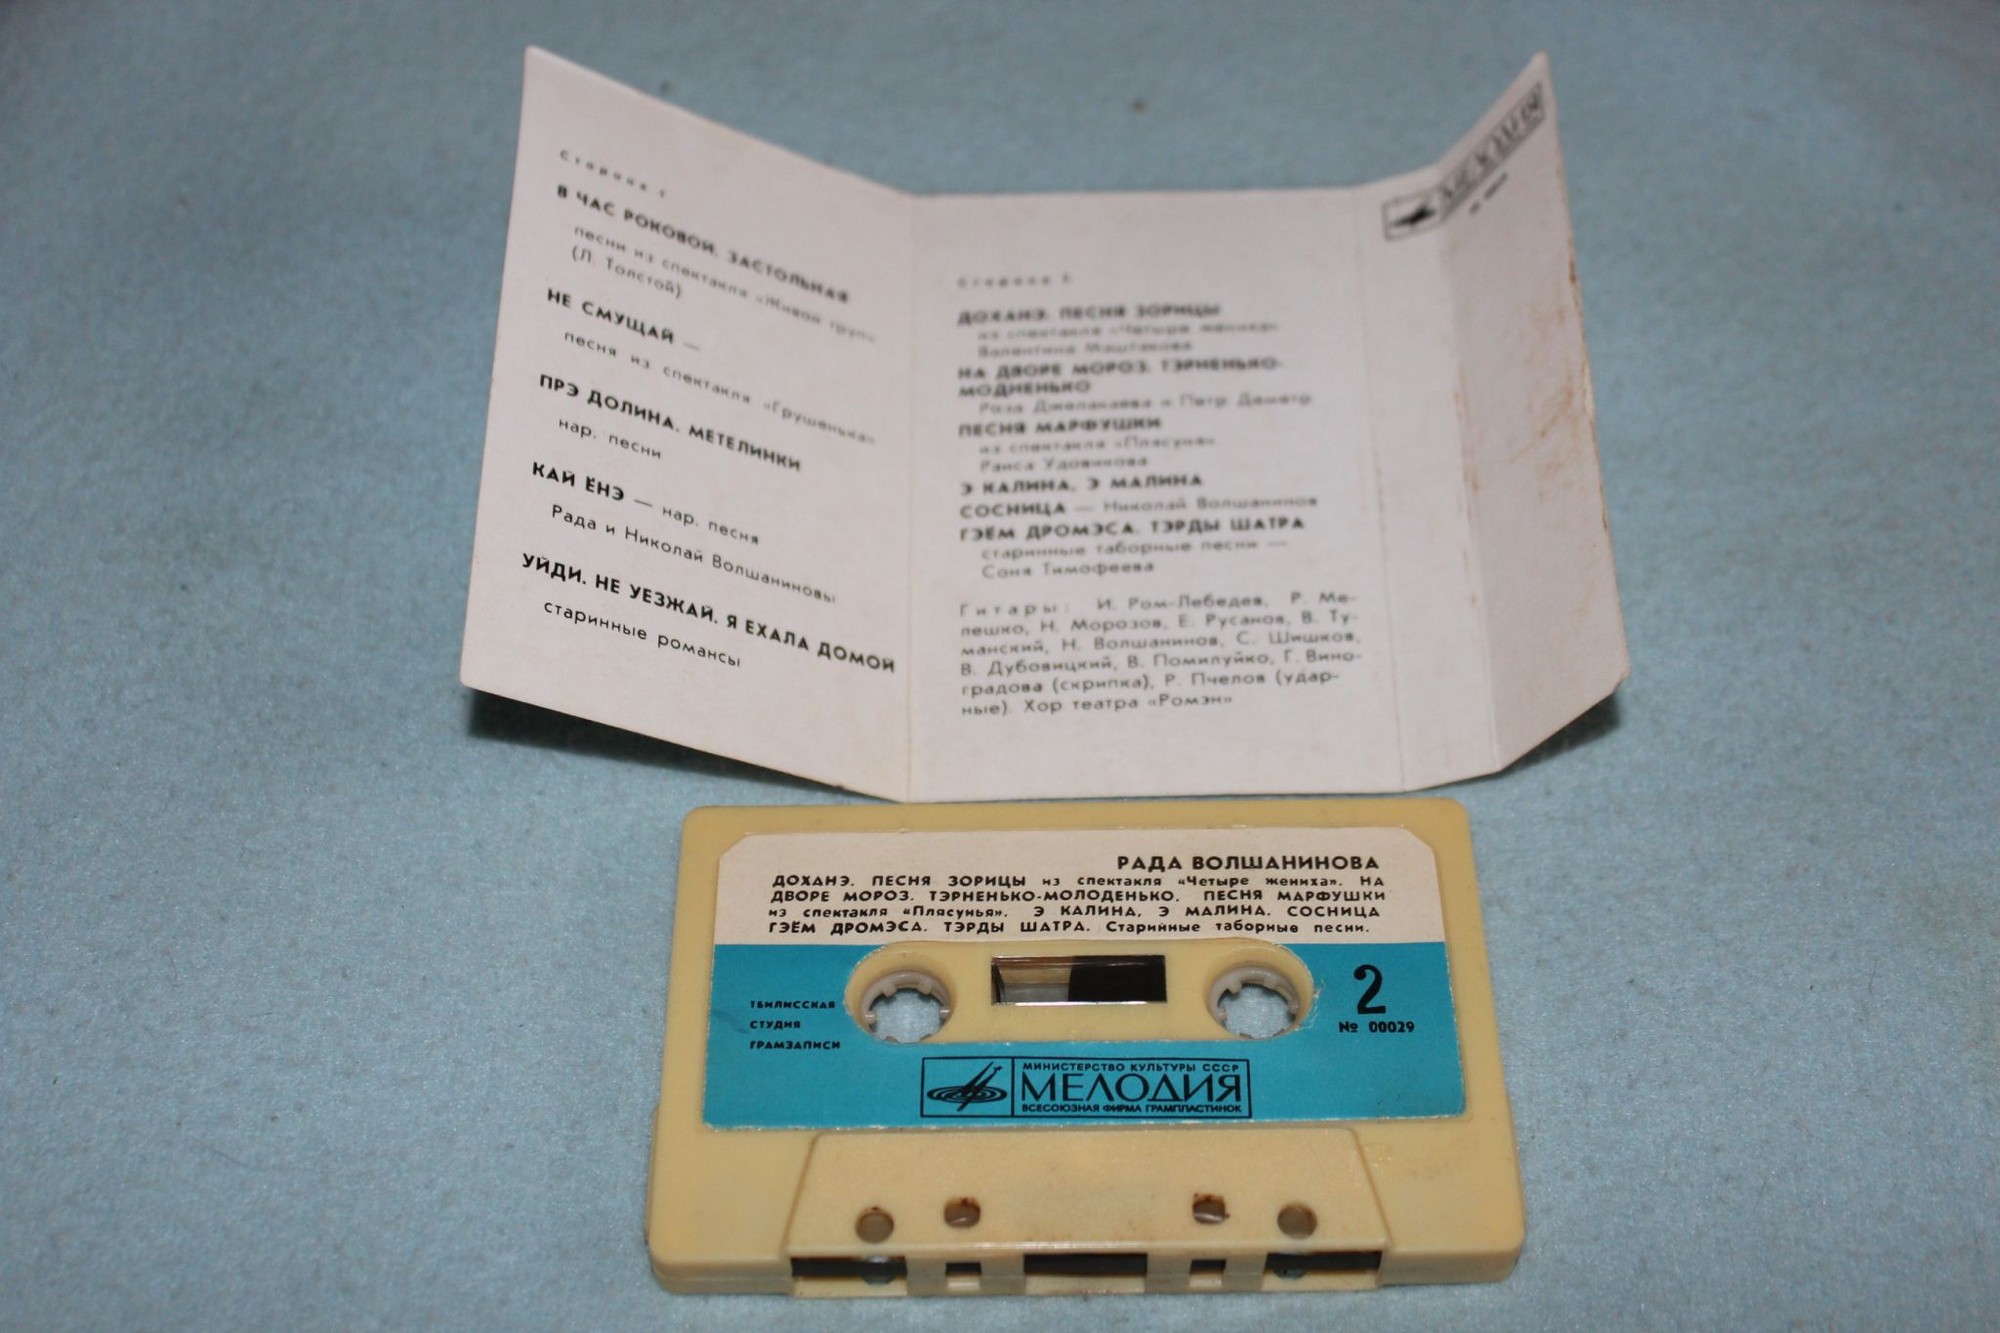 Сторона 1
В ЧАС РОКОВОЙ. ЗАСТОЛЬНАЯ
песни из спектакля «Живой труп»
(Л. Толстой)
НЕ СМУЩАЙ —
песня из спектакля «Грушенька»
ПРЭ ДОЛИНА. МЕТЕЛИНКИ
нар. песни
КАЙ ЁНЭ — нар. песня
Рада и Николай Волшаниновы
УЙДИ. НЕ УЕЗЖАЙ. Я ЕХАЛА ДОМОЙ
старинные романсы
Сторона 2
ДОХАНЭ. ПЕСНЯ ЗОРИЦЫ
из спектакля «Четыре жениха»
Валентина Маштакова
НА ДВОРЕ МОРОЗ. ТЭРНЕНЬКО-
МОДНЕНЬКО
Роза Джелакаева и Петр Деметр
ПЕСНЯ МАРФУШКИ
из спектакля «Плясунья»
Раиса Удовикова
Э КАЛИНА, Э МАЛИНА
СОСНИЦА — Николай Волшанинов
ГЭЁМ ДРОМЭСА. ТЭРДЫ ШАТРА
старинные таборные песни —
Соня Тимофеева
Гитары: И. Ром-Лебедев, Р. Ме-
лешко, Н. Морозов, Е. Русанов, В. Ту-
манский, Н. Волшанинов, С. Шишков,
В. Дубовицкий, В. Помилуйко, Г. Вино-
градова (скрипка), Р. Пчелов (удар-
ные). Хор театра «Ромэн»
МЕЛОДИЯ
РАДА ВОЛШАНИНОВА
ДОХАНЭ. ПЕСНЯ ЗОРИЦЫ из спектакля «Четыре жениха». НА
ДВОРЕ МОРОЗ. ТЭРНЕНЬКО-МОЛОДЕНЬКО. ПЕСНЯ МАРФУШКИ
из спектакля «Плясунья». Э КАЛИНА, Э МАЛИНА. СОСНИЦА
ГЭЁМ ДРОМЭСА. ТЭРДЫ ШАТРА. Старийные таборные песни.
ТБИЛИССКАЯ
СТУДИЯ
ГРАМЗАПИСИ
2
№ 00029
МИНИСТЕРСТВО КУЛЬТУРЫ СССР
МЕЛОДИЯ
ВСЕСОЮЗНАЯ ФИРМА ГРАМПЛАСТИНОК